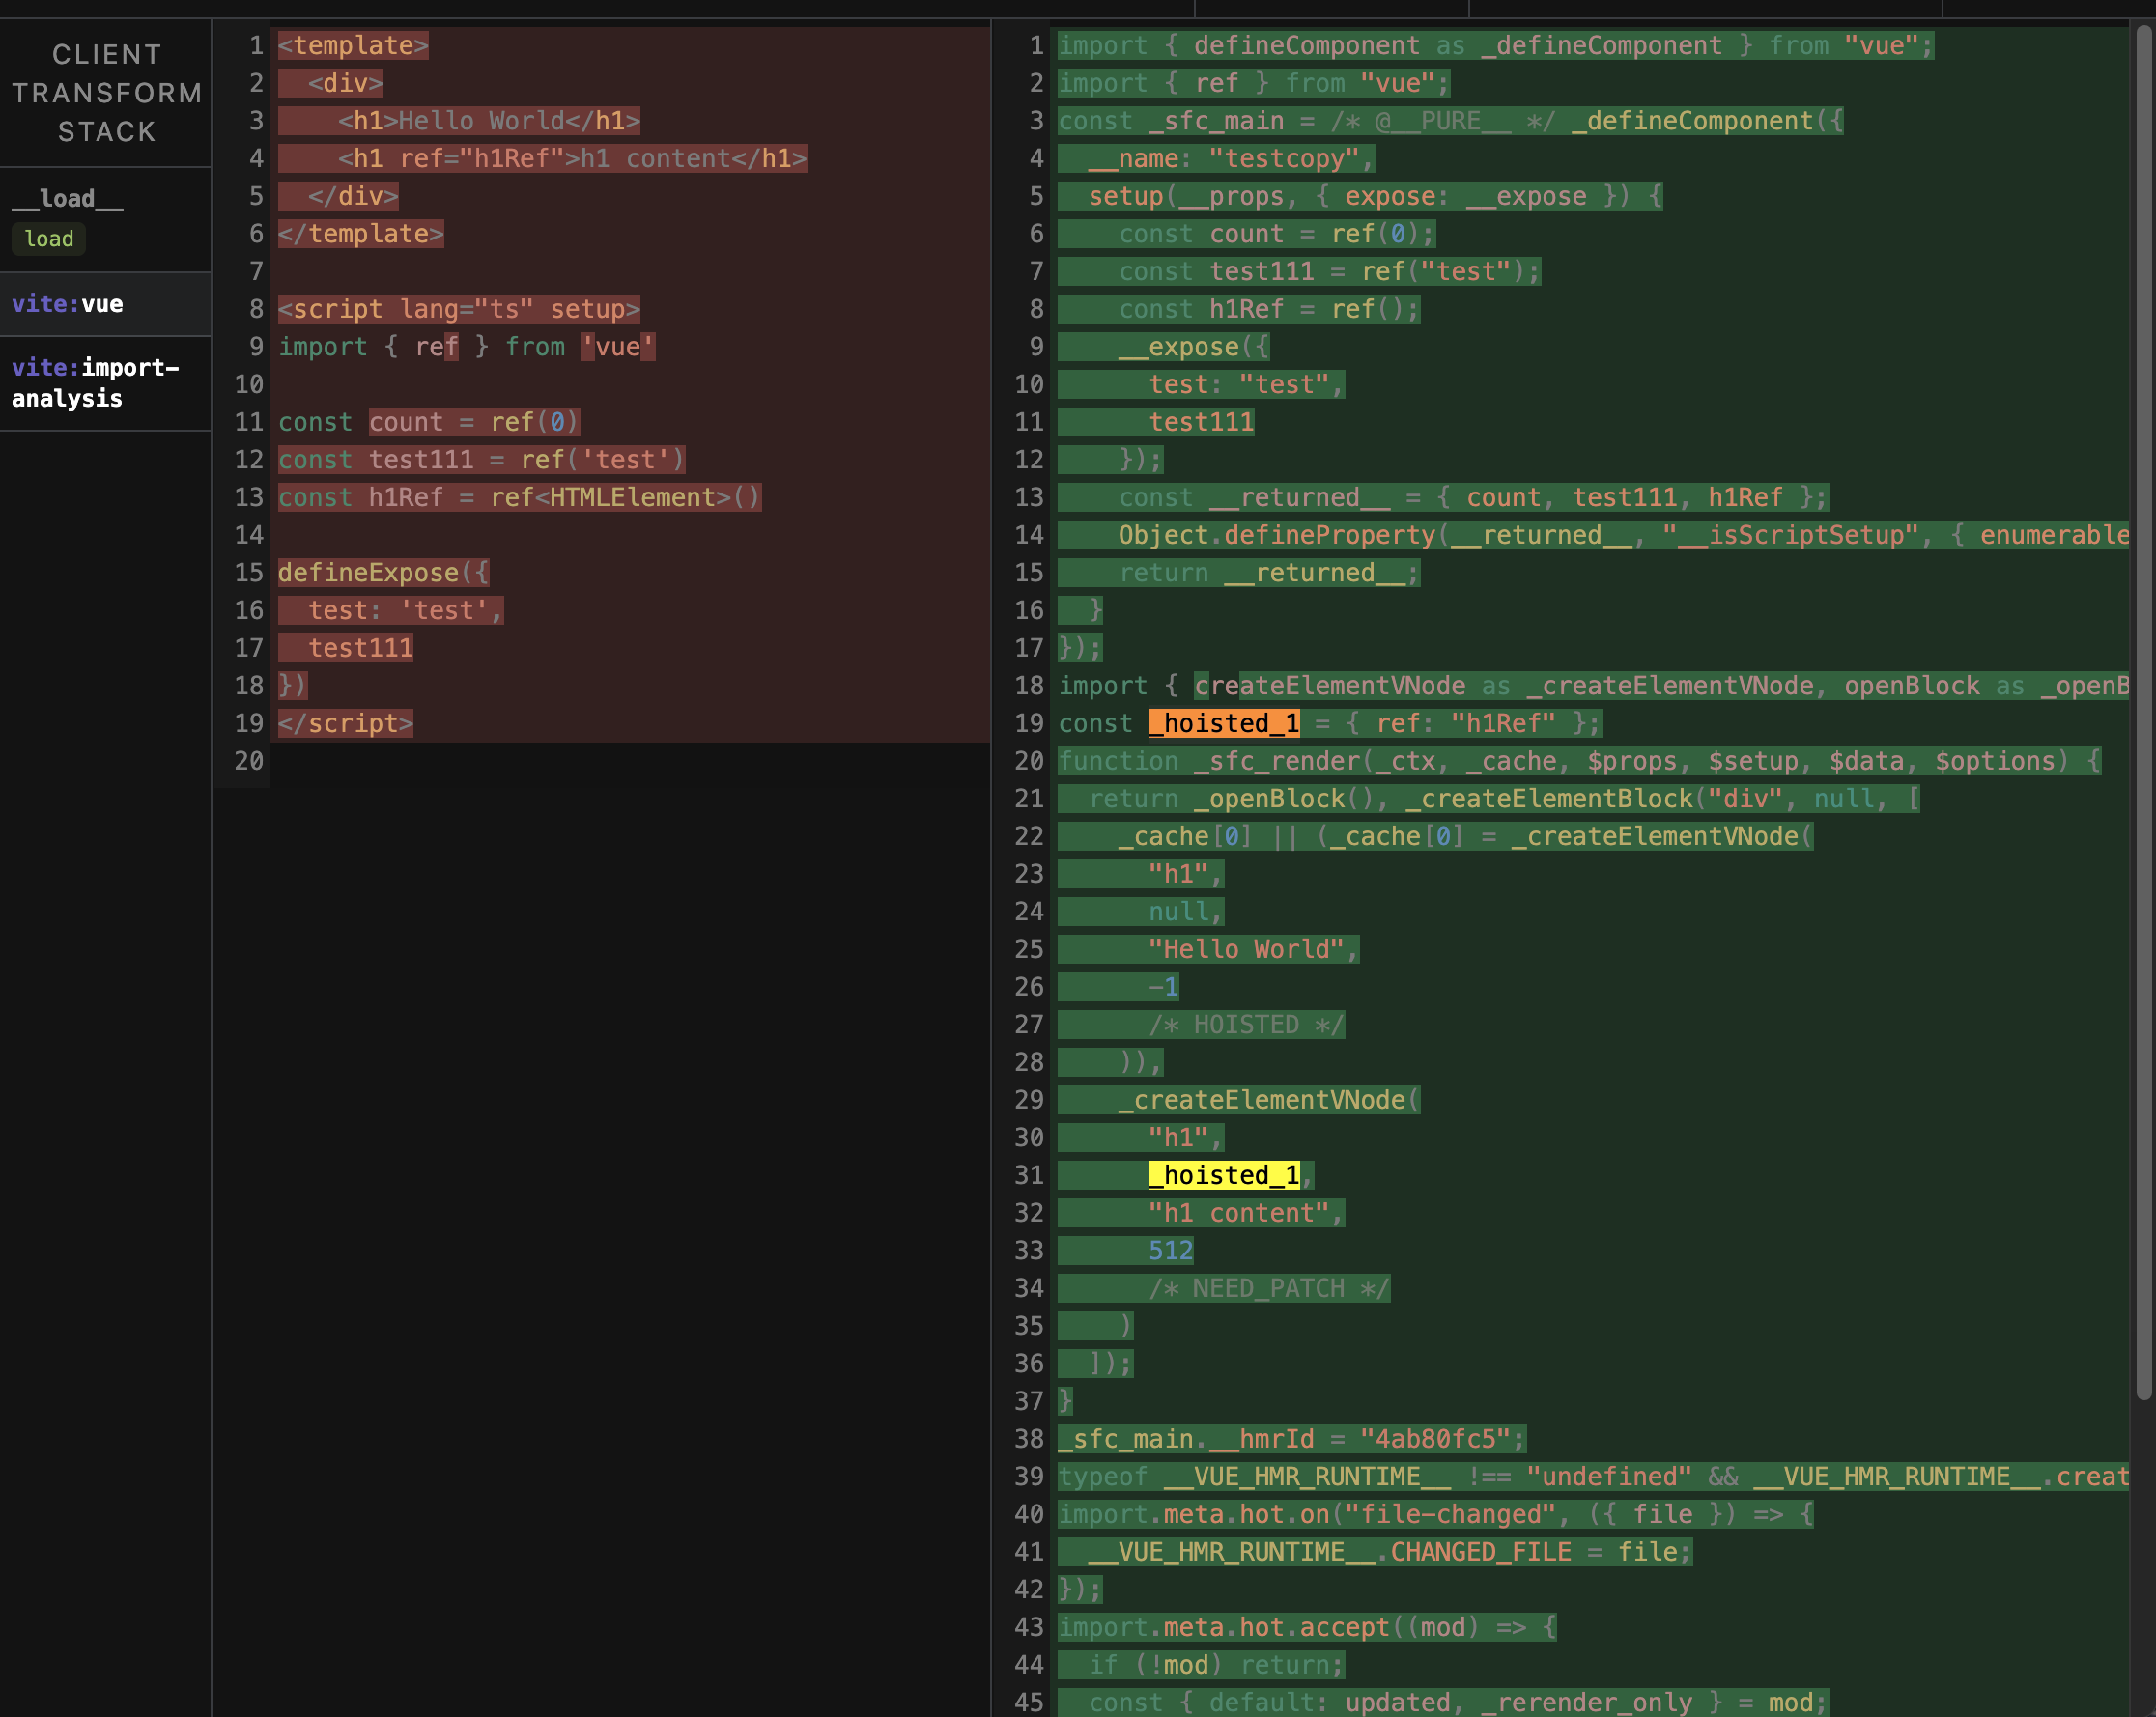 CLIENT
TRANSFORM
STACK
__load__
load
vite:vue
vite:import-
analysis
1 <template>
2   <div>
3     <h1>Hello World</h1>
4     <h1 ref="h1Ref">h1 content</h1>
5   </div>
6 </template>
7
8 <script lang="ts" setup>
9 import { ref } from 'vue'
10
11 const count = ref(0)
12 const test111 = ref('test')
13 const h1Ref = ref<HTMLElement>()
14
15 defineExpose({
16   test: 'test',
17   test111
18 })
19 </script>
20
1 import { defineComponent as _defineComponent } from "vue";
2 import { ref } from "vue";
3 const _sfc_main = /* @__PURE__ */ _defineComponent({
4   __name: "testcopy",
5   setup(__props, { expose: __expose }) {
6     const count = ref(0);
7     const test111 = ref("test");
8     const h1Ref = ref();
9     __expose({
10       test: "test",
11       test111
12     });
13     const __returned__ = { count, test111, h1Ref };
14     Object.defineProperty(__returned__, "__isScriptSetup", { enumerable
15     return __returned__;
16   }
17 });
18 import { createElementVNode as _createElementVNode, openBlock as _openB
19 const _hoisted_1 = { ref: "h1Ref" };
20 function _sfc_render(_ctx, _cache, $props, $setup, $data, $options) {
21   return _openBlock(), _createElementBlock("div", null, [
22     _cache[0] || (_cache[0] = _createElementVNode(
23       "h1",
24       null,
25       "Hello World",
26       -1
27       /* HOISTED */
28     )),
29     _createElementVNode(
30       "h1",
31       _hoisted_1,
32       "h1 content",
33       512
34       /* NEED_PATCH */
35     )
36   ]);
37 }
38 _sfc_main.__hmrId = "4ab80fc5";
39 typeof __VUE_HMR_RUNTIME__ !== "undefined" && __VUE_HMR_RUNTIME__.creat
40 import.meta.hot.on("file-changed", ({ file }) => {
41   __VUE_HMR_RUNTIME__.CHANGED_FILE = file;
42 });
43 import.meta.hot.accept((mod) => {
44   if (!mod) return;
45   const { default: updated, _rerender_only } = mod;